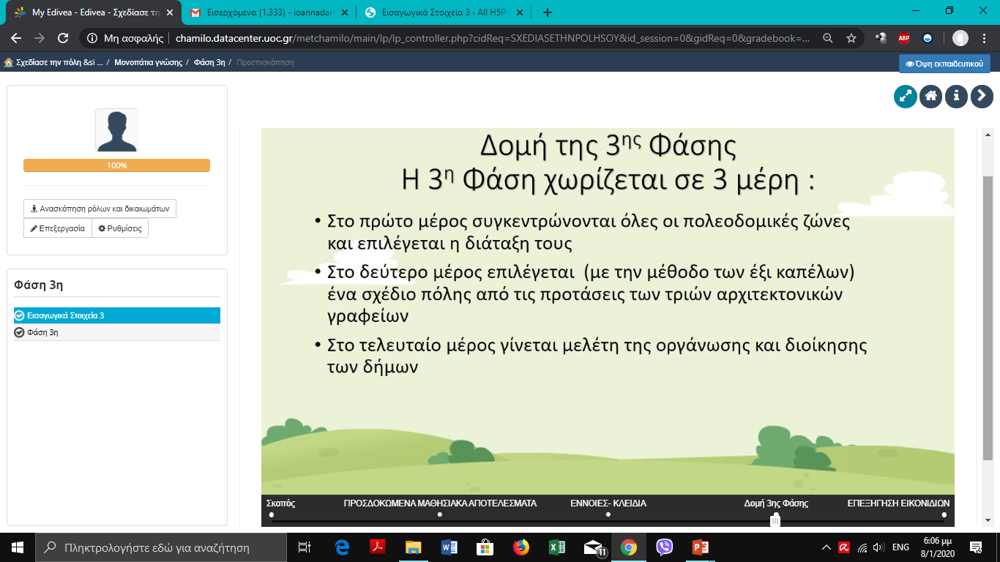 My Edivea - Edivea - Σχεδίασε τη
Εισερχόμενα (1.333) - ioannadar
Εισαγωγικά Στοιχεία 3 ‹ All H5P
Μη ασφαλής
chamilo.datacenter.uoc.gr/metchamilo/main/lp/lp_controller.php?cidReq=SXEDIASETHNPOLHSOY&id_session=0&gidReq=0&gradebook=...
ABP
Σχεδίασε την πόλη &si ... / Μονοπάτια γνώσης / Φάση 3η / Προεπισκόπηση
Όψη εκπαιδευτικού
100%
Ανασκόπηση ρόλων και δικαιωμάτων
Επεξεργασία
Ρυθμίσεις
Φάση 3η
Εισαγωγικά Στοιχεία 3
Φάση 3η
Δομή της 3ης Φάσης
Η 3η Φάση χωρίζεται σε 3 μέρη :
• Στο πρώτο μέρος συγκεντρώνονται όλες οι πολεοδομικές ζώνες
και επιλέγεται η διάταξη τους
• Στο δεύτερο μέρος επιλέγεται (με την μέθοδο των έξι καπέλων)
ένα σχέδιο πόλης από τις προτάσεις των τριών αρχιτεκτονικών
γραφείων
• Στο τελευταίο μέρος γίνεται μελέτη της οργάνωσης και διοίκησης
των δήμων
Σκοπός
ΠΡΟΣΔΟΚΩΜΕΝΑ ΜΑΘΗΣΙΑΚΑ ΑΠΟΤΕΛΕΣΜΑΤΑ
ΕΝΝΟΙΕΣ- ΚΛΕΙΔΙΑ
Δομή 3ης Φάσης
ΕΠΕΞΗΓΗΣΗ ΕΙΚΟΝΙΔΙΩΝ
Πληκτρολογήστε εδώ για αναζήτηση
11
ENG
6:06 μμ
8/1/2020